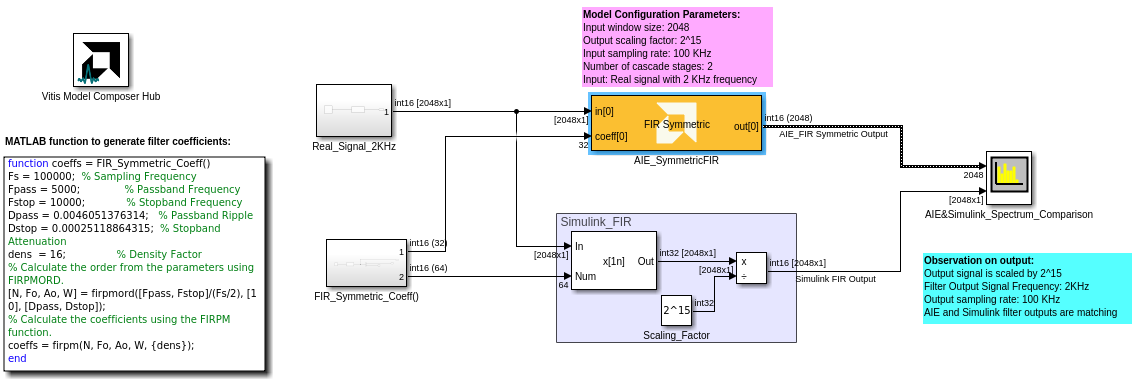 Model Configuration Parameters:
Input window size: 2048
Output scaling factor: 2^15
Input sampling rate: 100 KHz
Number of cascade stages: 2
Input: Real signal with 2 KHz frequency
Vitis Model Composer Hub
MATLAB function to generate filter coefficients:
function coeffs = FIR_Symmetric_Coeff()
Fs = 100000; % Sampling Frequency
Fpass = 5000; % Passband Frequency
Fstop = 10000; % Stopband Frequency
Dpass = 0.0046051376314; % Passband Ripple
Dstop = 0.00025118864315; % Stopband
Attenuation
dens = 16; % Density Factor
% Calculate the order from the parameters using
FIRPMORD.
[N, Fo, Ao, W] = firpmord([Fpass, Fstop]/(Fs/2), [1
0], [Dpass, Dstop]);
% Calculate the coefficients using the FIRPM
function.
coeffs = firpm(N, Fo, Ao, W, {dens});
end
1
Real_Signal_2KHz
int16 [2048x1]
[2048x1]
32
in[0]
coeff[0]
FIR Symmetric
out[0]
AIE_SymmetricFIR
int16 (2048)
AIE_FIR Symmetric Output
2048
[2048x1]
AIE&Simulink_Spectrum_Comparison
1
2
FIR_Symmetric_Coeff()
int16 (32)
int16 (64)
Simulink_FIR
[2048x1]
64
In
Num
x[1n]
Out
int32 [2048x1]
[2048x1]
x
÷
2^15
int32
Scaling_Factor
int16 [2048x1]
Simulink FIR Output
Observation on output:
Output signal is scaled by 2^15
Filter Output Signal Frequency: 2KHz
Output sampling rate: 100 KHz
AIE and Simulink filter outputs are matching